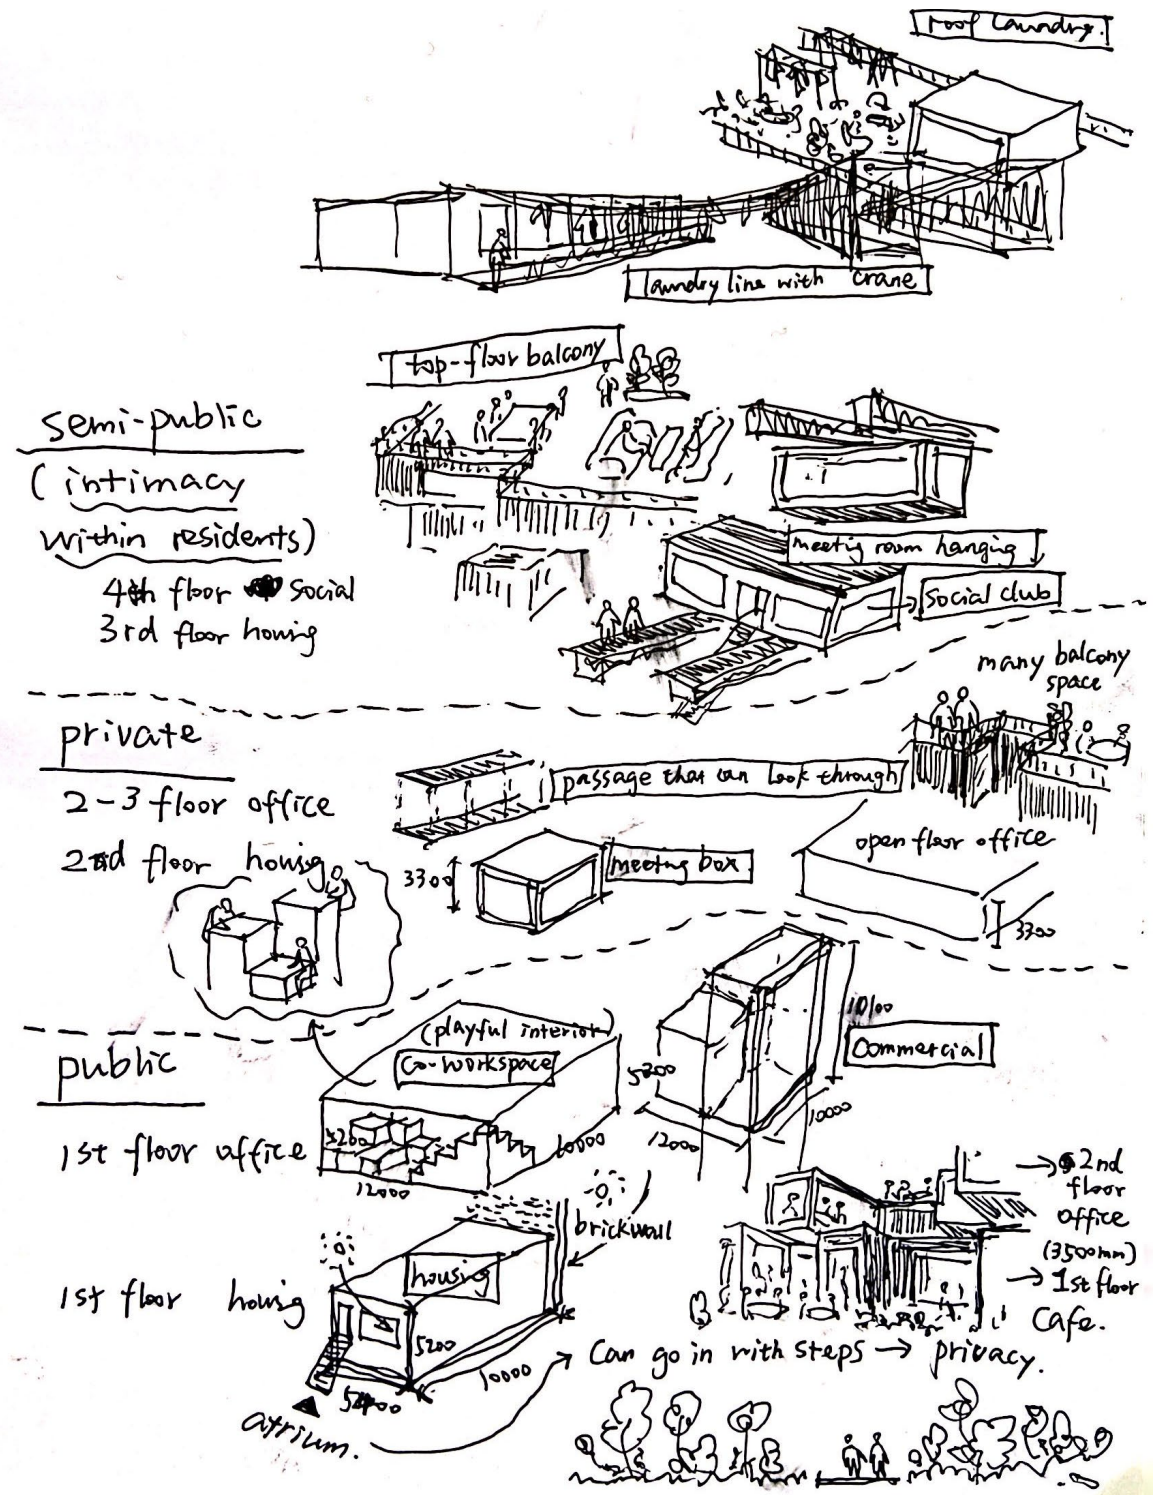 roof laundry.
laundry line with crane
top-floor balcony
semi-public
(intimacy
within residents)
4th floor social
3rd floor housing
meetig room hanging
social club
many balcony
space
private
2-3 floor office
2nd floor housing
passage that can look through
3300
meeting box
open floor office
3300
public
(playful interior)
Co-workspace
5200
10100
Commercial
12000
10000
1st floor office
5200
12000
10000
2nd
floor
office
(3500mm)
1st floor
Cafe.
brickwall
1st floor housing
housing
5200
10000
atrium.
Can go in with steps → privacy.